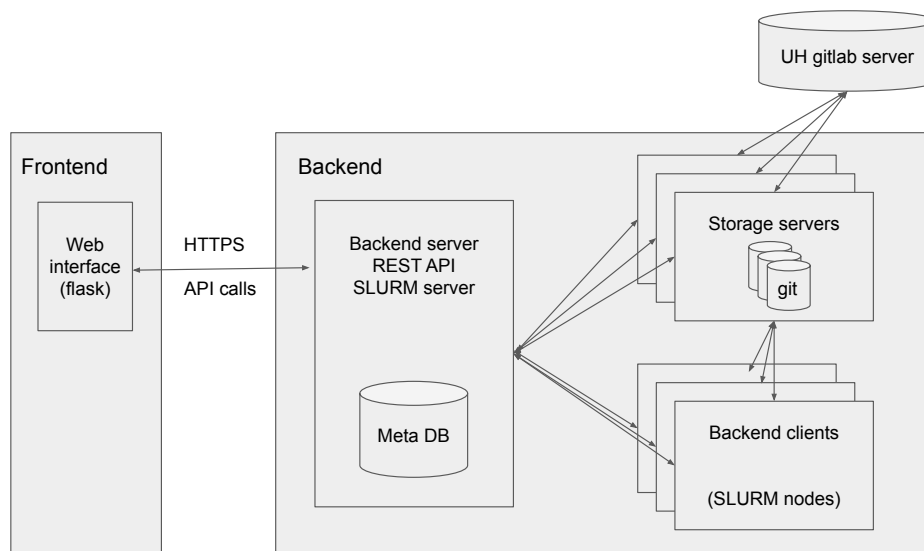 UH gitlab server
Frontend
Backend
Web
interface
(flask)
HTTPS
API calls
Backend server
REST API
SLURM server
Meta DB
Storage servers
git
Backend clients
(SLURM nodes)